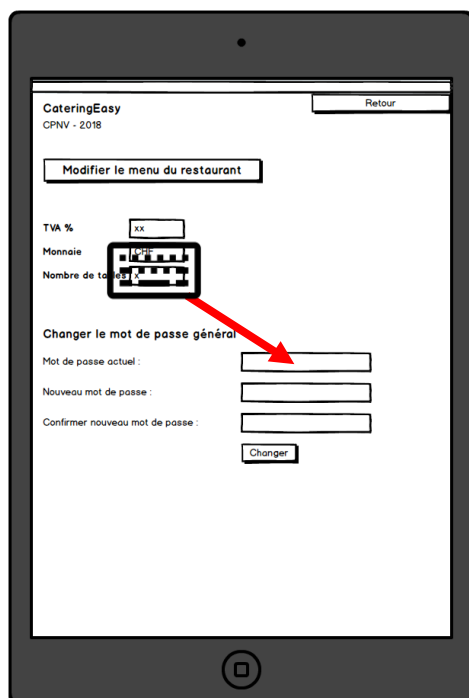 CateringEasy
Retour
CPNV - 2018
Modifier le menu du restaurant
TVA % xx
Monnaie CHF
Nombre de tables x
Changer le mot de passe général
Mot de passe actuel :
Nouveau mot de passe :
Confirmer nouveau mot de passe :
Changer